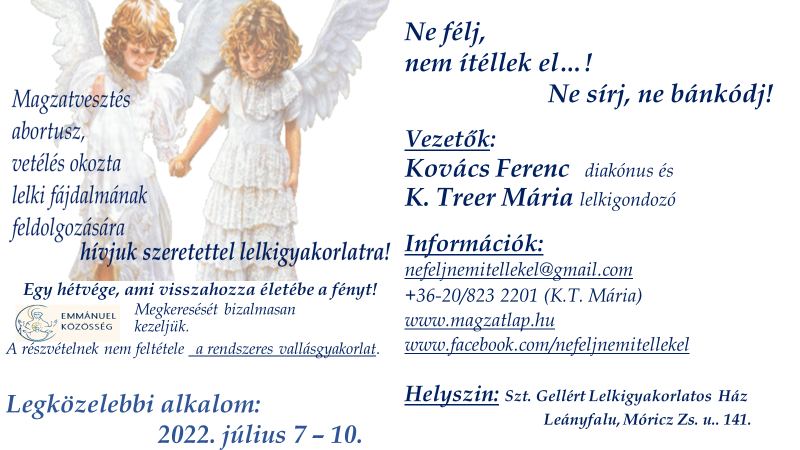 Magzatvesztés
abortusz,
vetélés okozta
lelki fájdalmának
feldolgozására
hívjuk szeretettel lelkigyakorlatra!
Egy hétvége, ami visszahozza életébe a fényt!
EMMÁNUEL
KÖZÖSSÉG
Megkeresését bizalmasan
kezeljük.
A részvételnek nem feltétele a rendszeres vallásgyakorlat.
Legközelebbi alkalom:
2022. július 7 – 10.
Ne félj,
nem ítéllek el…!
Ne sírj, ne bánkódj!
Vezetők:
Kovács Ferenc diakónus és
K. Treer Mária lelkigondozó
Információk:
nefeljnemitellekel@gmail.com
+36-20/823 2201 (K.T. Mária)
www.magzatlap.hu
www.facebook.com/nefeljnemitellekel
Helyszin: Szt. Gellért Lelkigyakorlatos Ház
Leányfalu, Móricz Zs. u.. 141.